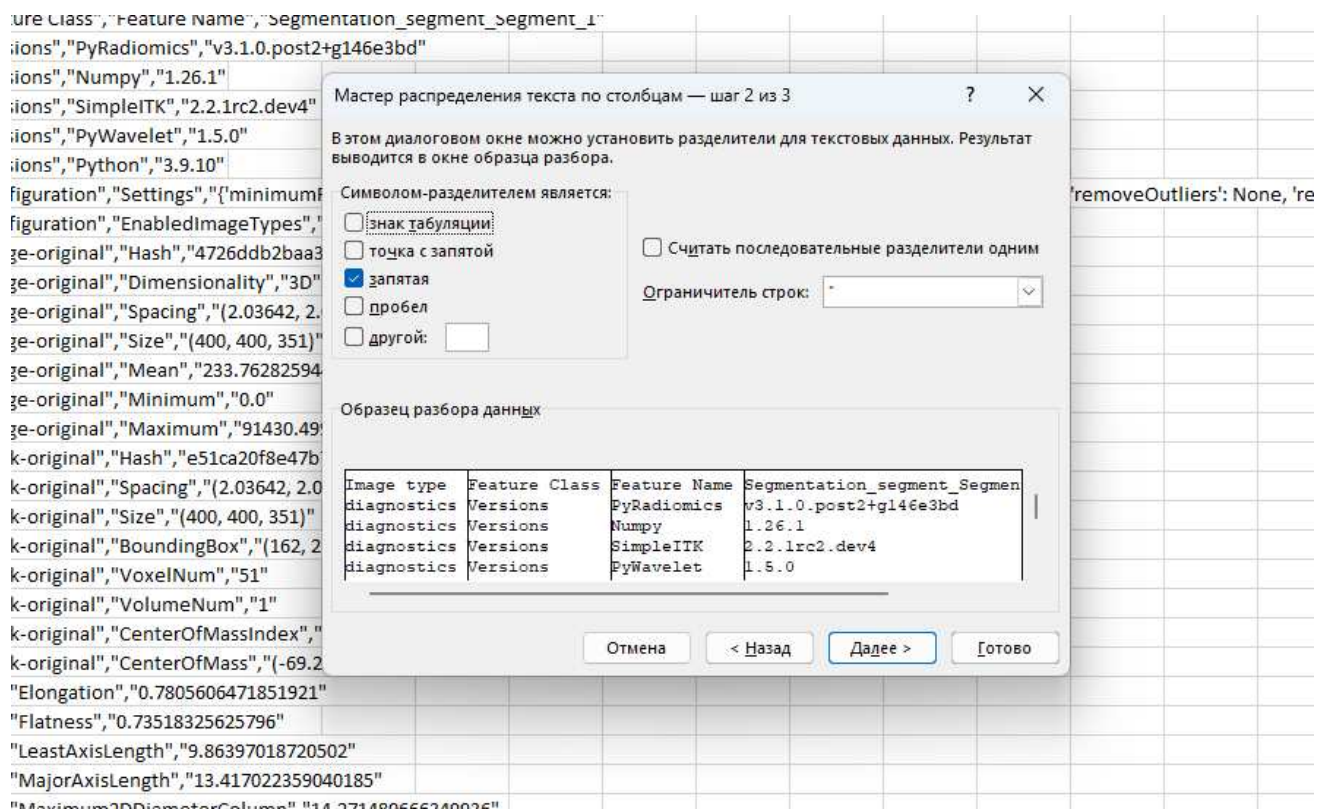 ure Class","Feature Name","Segmentation_segment_Segment_1"
ions","PyRadiomics","v3.1.0.post2+g146e3bd"
ions","Numpy","1.26.1"
ions","SimpleITK","2.2.1rc2.dev4"
ions","PyWavelet","1.5.0"
ions","Python","3.9.10"
figuration","Settings","{'minimum
'removeOutliers': None, 're
figuration","EnabledImageTypes","
ge-original","Hash","4726ddb2baa3
ge-original","Dimensionality","3D"
ge-original","Spacing","(2.03642, 2.
ge-original","Size","(400, 400, 351)"
ge-original","Mean","233.76282594
ge-original","Minimum","0.0"
ge-original","Maximum","91430.49
k-original","Hash","e51ca20f8e47b
k-original","Spacing","(2.03642, 2.0
k-original","Size","(400, 400, 351)"
k-original","BoundingBox","(162, 2
k-original","VoxelNum","51"
k-original","VolumeNum","1"
k-original","CenterOfMassIndex","
k-original","CenterOfMass","(-69.2
"Elongation","0.7805606471851921"
"Flatness","0.73518325625796"
"LeastAxisLength","9.86397018720502"
"MajorAxisLength","13.417022359040185"
Мастер распределения текста по столбцам — шаг 2 из 3
?
В этом диалоговом окне можно установить разделители для текстовых данных. Результат
выводится в окне образца разбора.
Символом-разделителем является:
знак табуляции
точка с запятой
запятая
пробел
другой:
Считать последовательные разделители одним
Ограничитель строк: "
Образец разбора данных
Image type Feature Class Feature Name Segmentation_segment_Segmen
diagnostics Versions PyRadiomics v3.1.0.post2+g146e3bd
diagnostics Versions Numpy 1.26.1
diagnostics Versions SimpleITK 2.2.1rc2.dev4
diagnostics Versions PyWavelet 1.5.0
Отмена
< Назад
Далее >
Готово